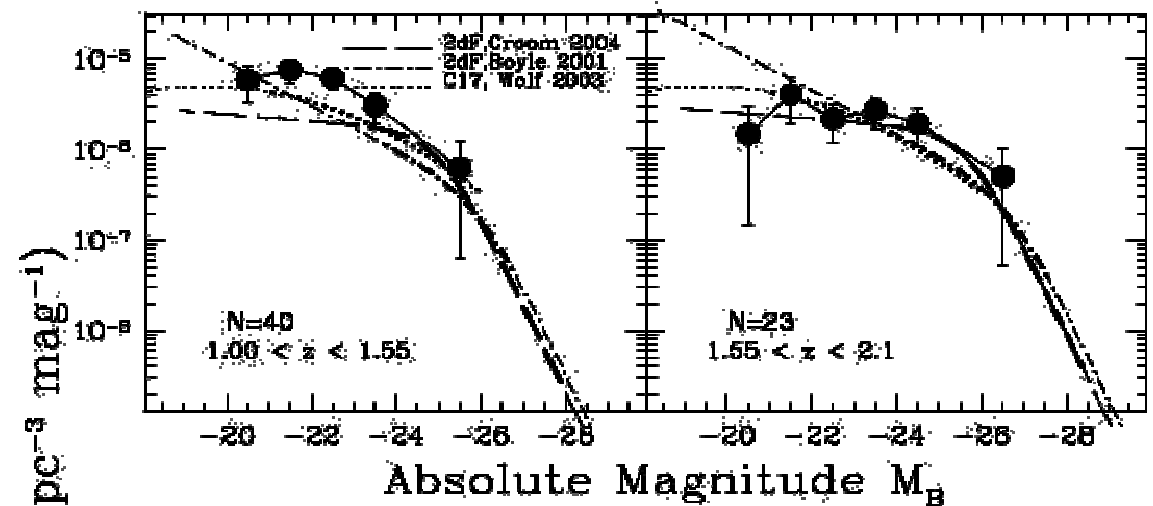 2dF, Croom 2004
2dF, Boyle 2001
C17, Wolf 2003
10⁻⁵
10⁻⁶
10⁻⁷
10⁻⁸
pc⁻³ mag⁻¹)
N=40
1.00 < z < 1.55
N=23
1.55 < z < 2.1
−20 −22 −24 −26 −28 −20 −22 −24 −26 −28
Absolute Magnitude M_B